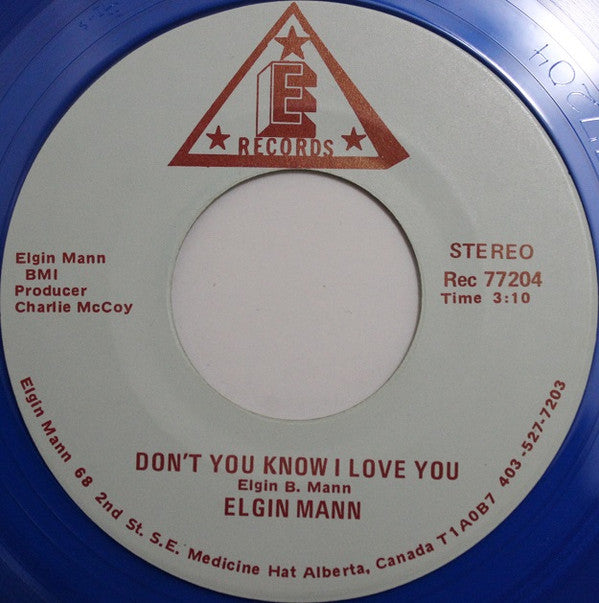 E
RECORDS
Elgin Mann
BMI
Producer
Charlie McCoy
STEREO
Rec 77204
Time 3:10
DON'T YOU KNOW I LOVE YOU
Elgin B. Mann
ELGIN MANN
Elgin Mann 68 2nd St. S.E. Medicine Hat Alberta, Canada T1A0B7 403-527-7203